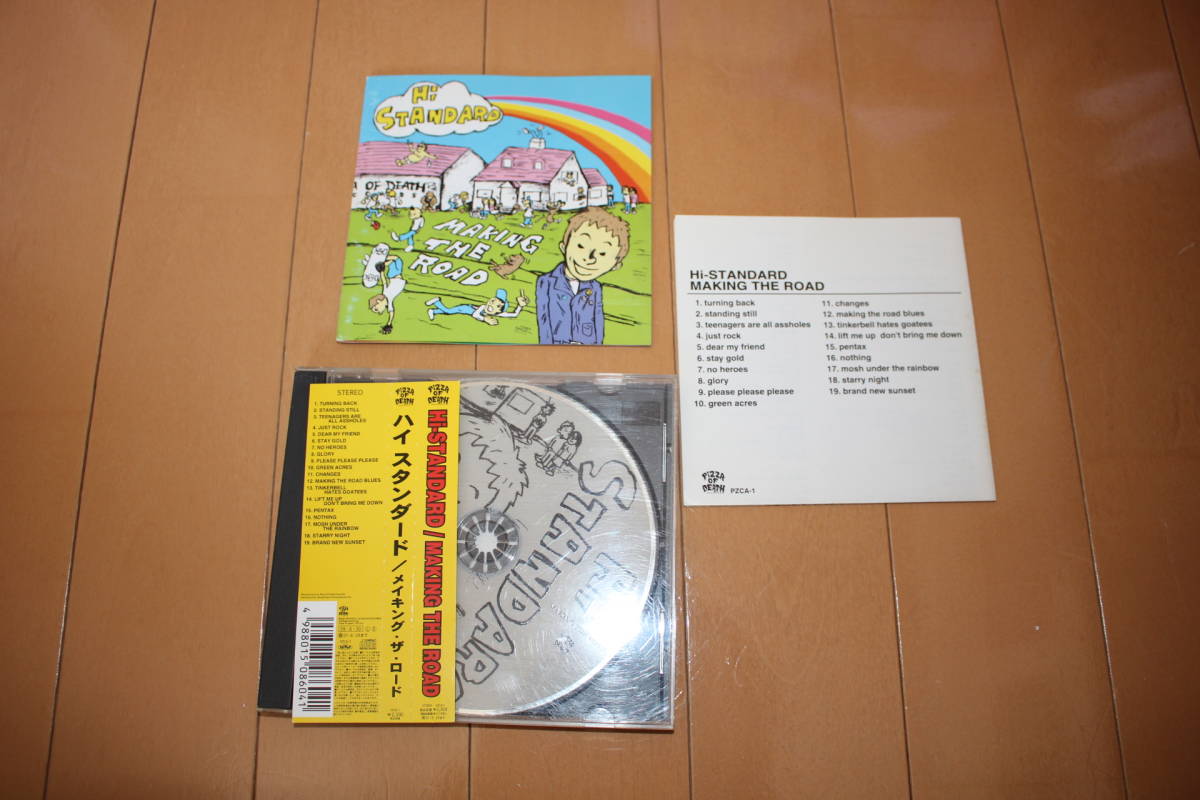 Hi
STANDARD
OF DEATH
MAKING
THE
ROAD
Hi-STANDARD
MAKING THE ROAD
1. turning back
2. standing still
3. teenagers are all assholes
4. just rock
5. dear my friend
6. stay gold
7. no heroes
8. glory
9. please please please
10. green acres
11. changes
12. making the road blues
13. tinkerbell hates goatees
14. lift me up don't bring me down
15. pentax
16. nothing
17. mosh under the rainbow
18. starry night
19. brand new sunset
PIZZA
OF
DEATH
PZCA-1
STEREO
1. TURNING BACK
2. STANDING STILL
3. TEENAGERS ARE
ALL ASSHOLES
4. JUST ROCK
5. DEAR MY FRIEND
6. STAY GOLD
7. NO HEROES
8. GLORY
9. PLEASE PLEASE PLEASE
10. GREEN ACRES
11. CHANGES
12. MAKING THE ROAD BLUES
13. TINKERBELL
HATES GOATEES
14. LIFT ME UP
DON'T BRING ME DOWN
15. PENTAX
16. NOTHING
17. MOSH UNDER
THE RAINBOW
18. STARRY NIGHT
19. BRAND NEW SUNSET
4988015086041
PIZZA
OF
DEATH
Hi-STANDARD / MAKING THE ROAD
ハイ スタンダード/メイキング・ザ・ロード
STANDARD